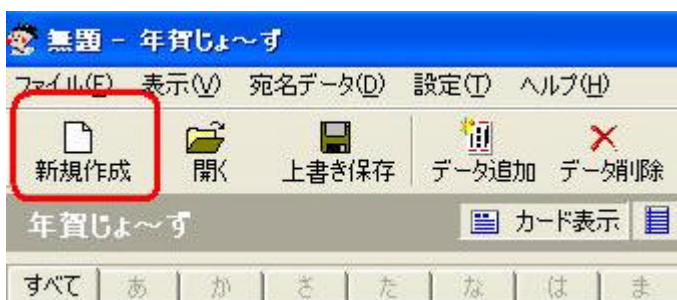 無題 - 年賀じょ～ず
ファイル(F) 表示(V) 宛名データ(D) 設定(T) ヘルプ(H)
新規作成 開く 上書き保存 データ追加 データ削除
年賀じょ～ず カード表示
すべて あ か さ た な は ま